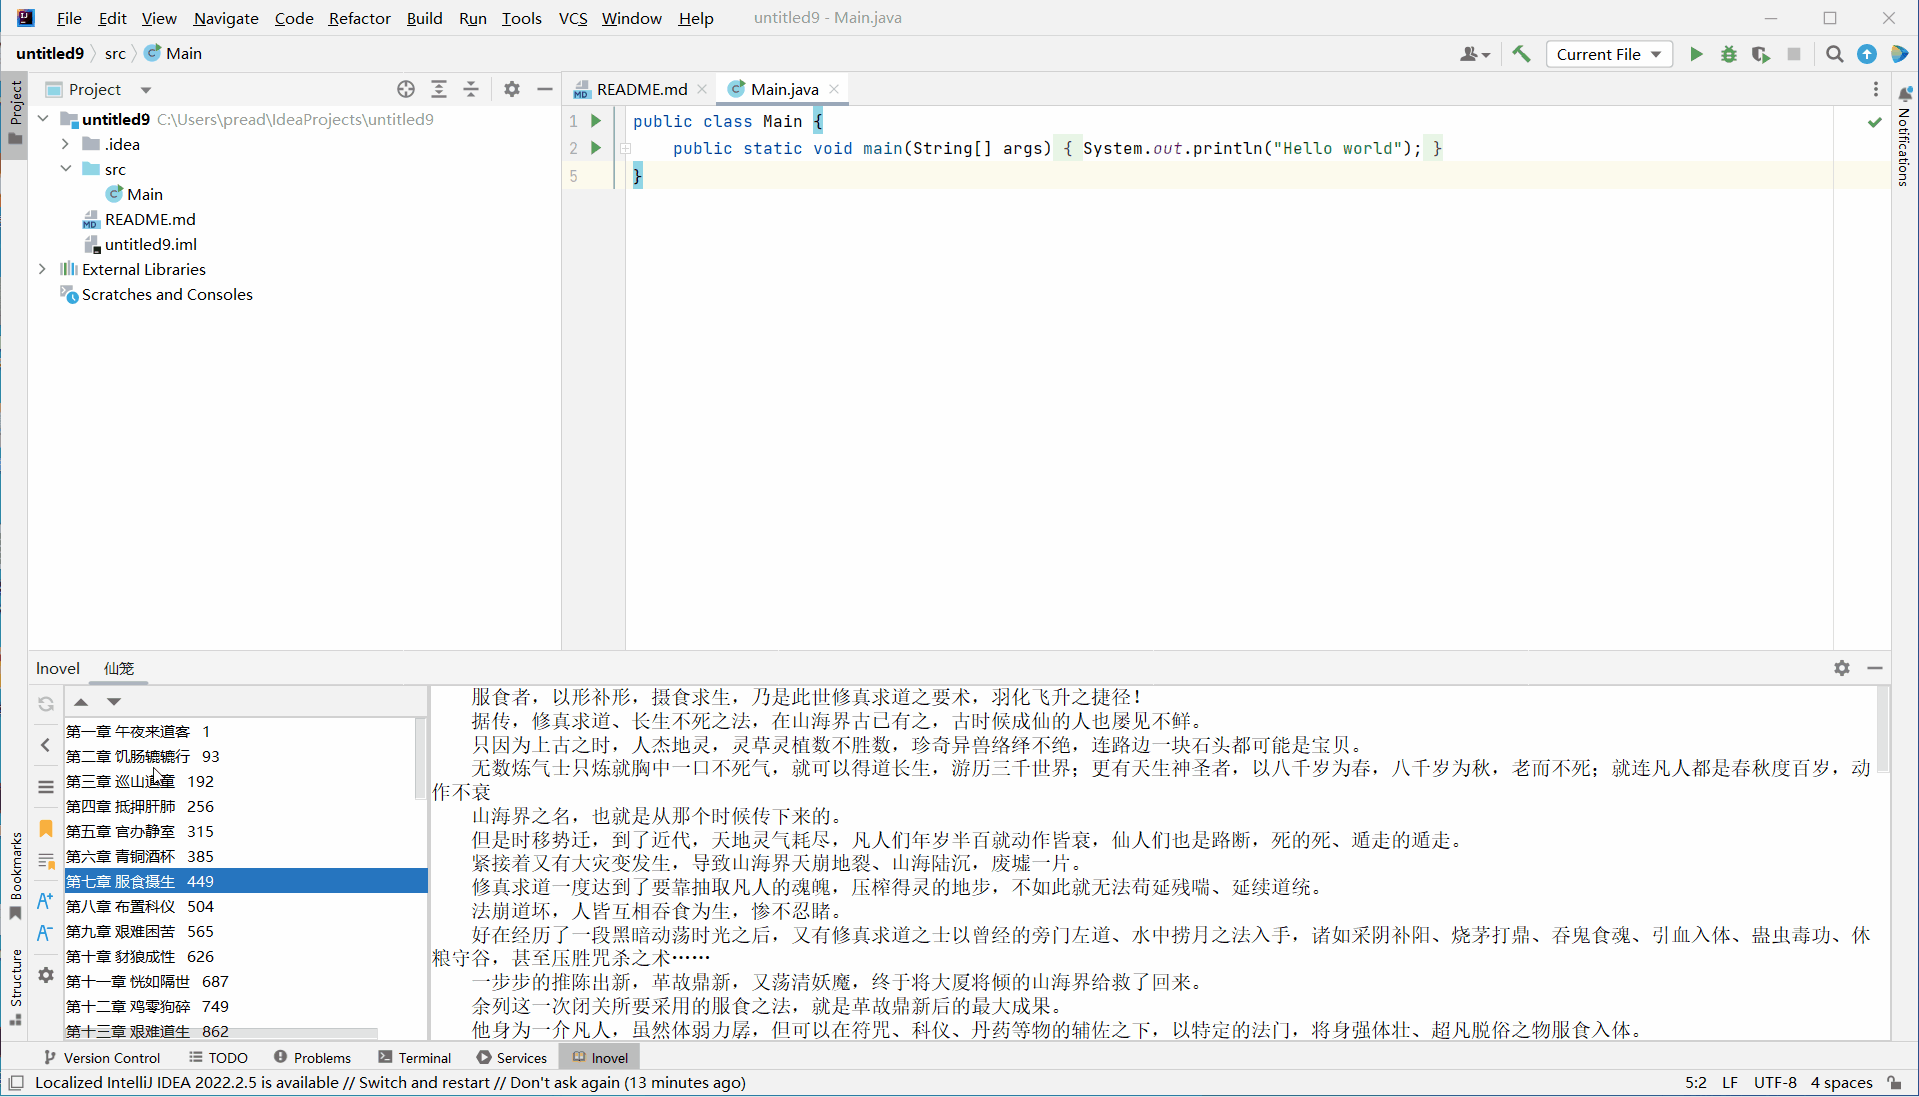 File Edit View Navigate Code Refactor Build Run Tools VCS Window Help untitled9 - Main.java
untitled9 src Main
Current File
Project
Project
README.md
Main.java
Notifications
untitled9 C:\Users\pread\IdeaProjects\untitled9
.idea
src
Main
README.md
untitled9.iml
External Libraries
Scratches and Consoles
1 public class Main {
2 public static void main(String[] args) { System.out.println("Hello world"); }
5 }
Inovel 仙笼
第一章 午夜来道客 1
第二章 饥肠辘辘行 93
第三章 巡山道童 192
第四章 抵押肝肺 256
第五章 官办静室 315
第六章 青铜酒杯 385
第七章 服食摄生 449
第八章 布置科仪 504
第九章 艰难困苦 565
第十章 豺狼成性 626
第十一章 恍如隔世 687
第十二章 鸡零狗碎 749
第十三章 艰难道生 862
服食者，以形补形，摄食求生，乃是此世修真求道之要术，羽化飞升之捷径！
据传，修真求道、长生不死之法，在山海界古已有之，古时候成仙的人也屡见不鲜。
只因为上古之时，人杰地灵，灵草灵植数不胜数，珍奇异兽络绎不绝，连路边一块石头都可能是宝贝。
无数炼气士只炼就胸中一口不死气，就可以得道长生，游历三千世界；更有天生神圣者，以八千岁为春，八千岁为秋，老而不死；就连凡人都是春秋度百岁，动
作不衰
山海界之名，也就是从那个时候传下来的。
但是时移势迁，到了近代，天地灵气耗尽，凡人们年岁半百就动作皆衰，仙人们也是路断，死的死、遁走的遁走。
紧接着又有大灾变发生，导致山海界天崩地裂、山海陆沉，废墟一片。
修真求道一度达到了要靠抽取凡人的魂魄，压榨得灵的地步，不如此就无法苟延残喘、延续道统。
法崩道坏，人皆互相吞食为生，惨不忍睹。
好在经历了一段黑暗动荡时光之后，又有修真求道之士以曾经的旁门左道、水中捞月之法入手，诸如采阴补阳、烧茅打鼎、吞鬼食魂、引血入体、蛊虫毒功、休
粮守谷，甚至压胜咒杀之术……
一步步的推陈出新，革故鼎新，又荡清妖魔，终于将大厦将倾的山海界给救了回来。
余列这一次闭关所要采用的服食之法，就是革故鼎新后的最大成果。
他身为一介凡人，虽然体弱力孱，但可以在符咒、科仪、丹药等物的辅佐之下，以特定的法门，将身强体壮、超凡脱俗之物服食入体。
Bookmarks
Structure
A+
A-
Version Control TODO Problems Terminal Services Inovel
Localized IntelliJ IDEA 2022.2.5 is available // Switch and restart // Don't ask again (13 minutes ago)
5:2 LF UTF-8 4 spaces